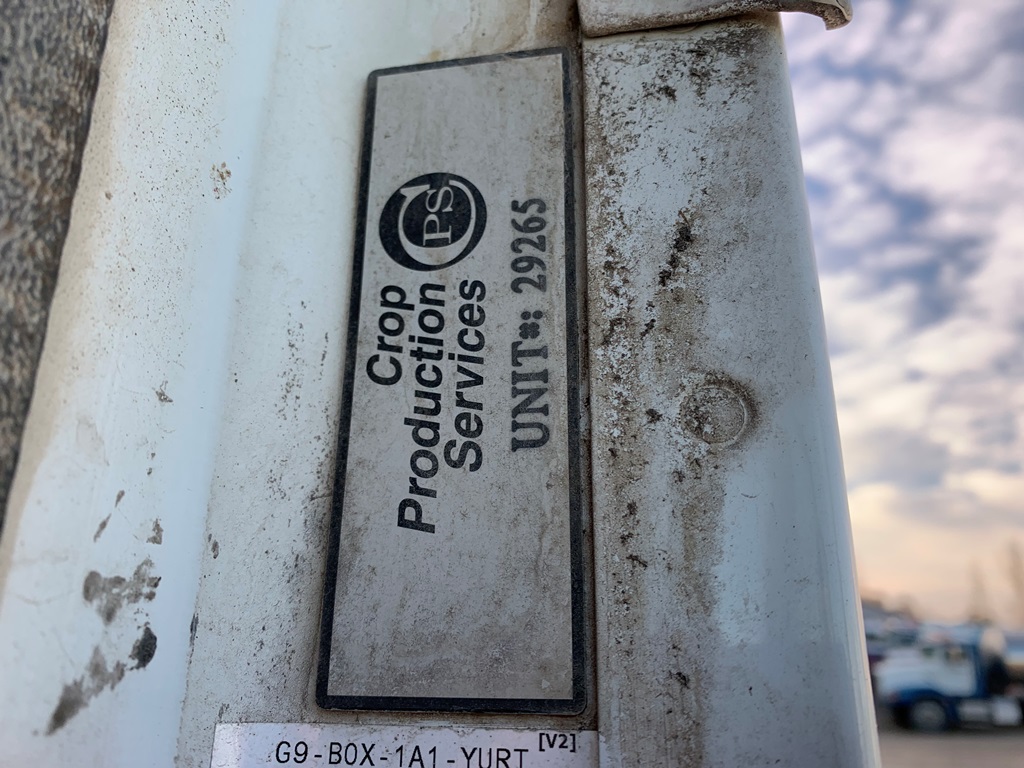 CPS
Crop
Production
Services
UNIT#: 29265
G9-B0X-1A1-YURT [V2]